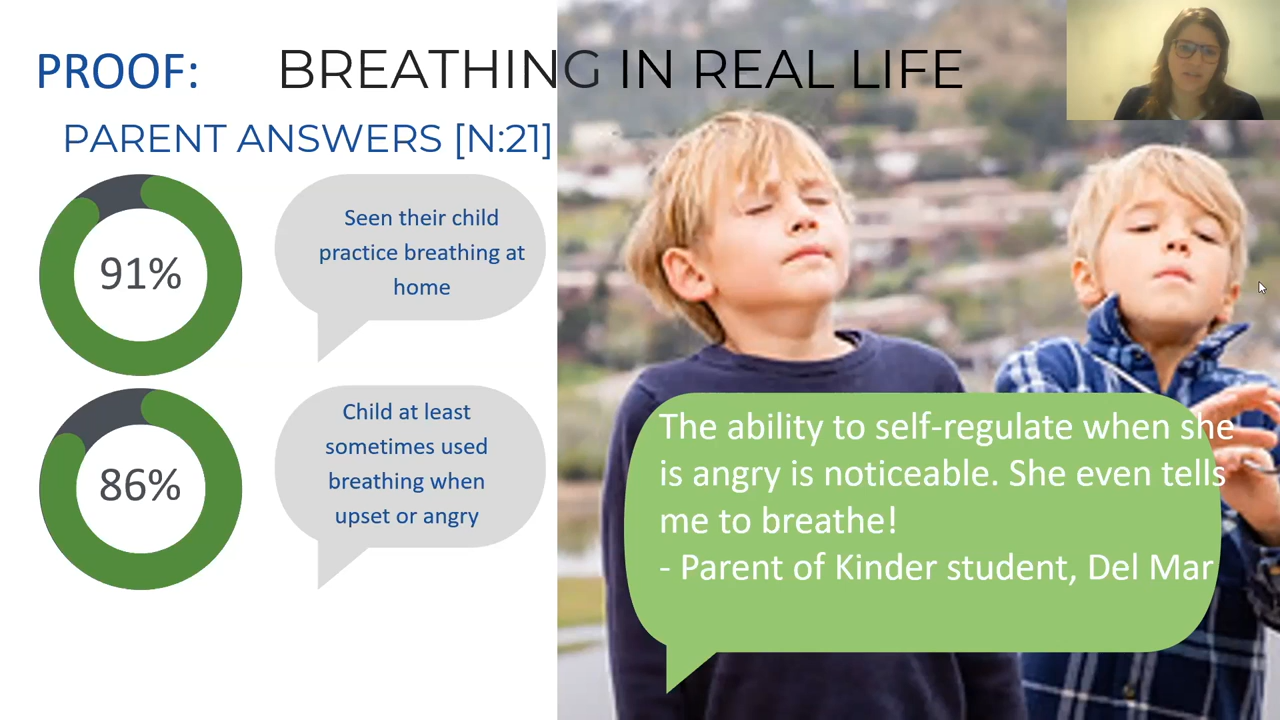 PROOF: BREATHING IN REAL LIFE
PARENT ANSWERS [N:21]
91%
Seen their child
practice breathing at
home
86%
Child at least
sometimes used
breathing when
upset or angry
The ability to self-regulate when she
is angry is noticeable. She even tells
me to breathe!
- Parent of Kinder student, Del Mar